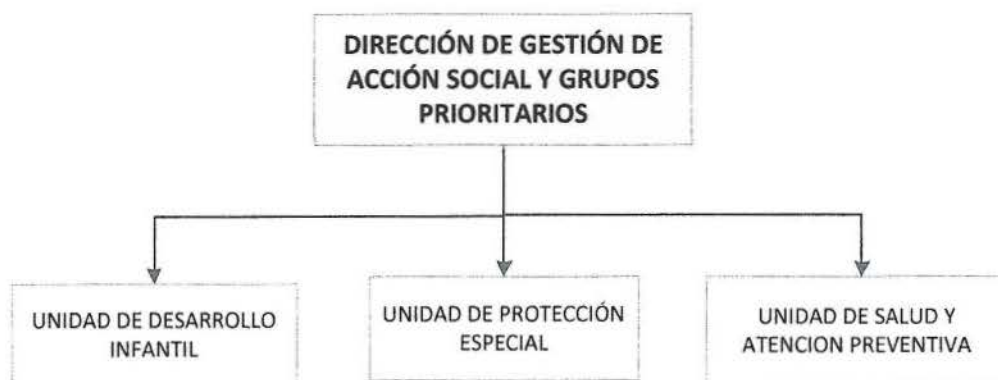 DIRECCIÓN DE GESTIÓN DE
ACCIÓN SOCIAL Y GRUPOS
PRIORITARIOS
UNIDAD DE DESARROLLO
INFANTIL
UNIDAD DE PROTECCIÓN
ESPECIAL
UNIDAD DE SALUD Y
ATENCION PREVENTIVA